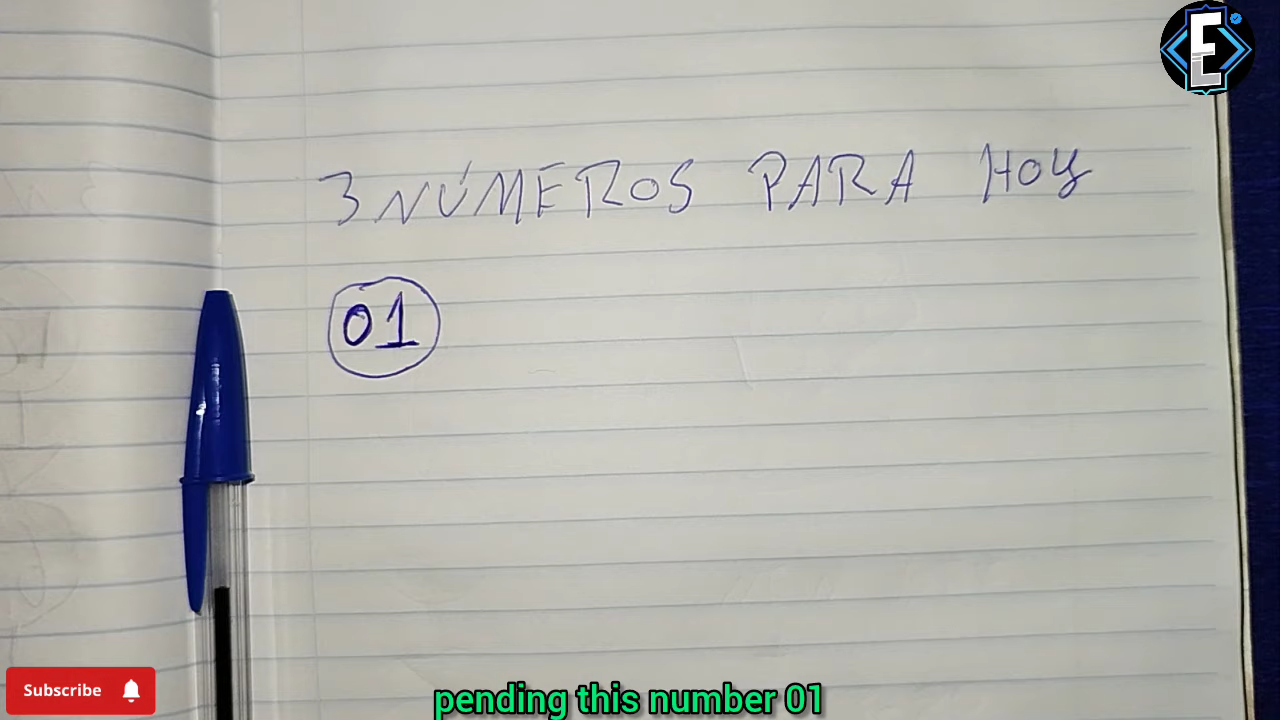 E
3 NÚMEROS PARA HOY
01
Subscribe
pending this number 01